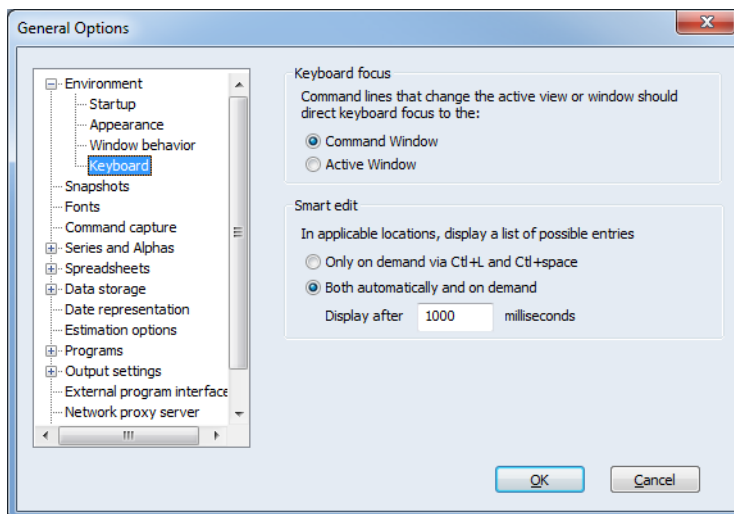 General Options
Environment
Startup
Appearance
Window behavior
Keyboard
Snapshots
Fonts
Command capture
Series and Alphas
Spreadsheets
Data storage
Date representation
Estimation options
Programs
Output settings
External program interface
Network proxy server
Keyboard focus
Command lines that change the active view or window should
direct keyboard focus to the:
Command Window
Active Window
Smart edit
In applicable locations, display a list of possible entries
Only on demand via Ctl+L and Ctl+space
Both automatically and on demand
Display after 1000 milliseconds
OK Cancel